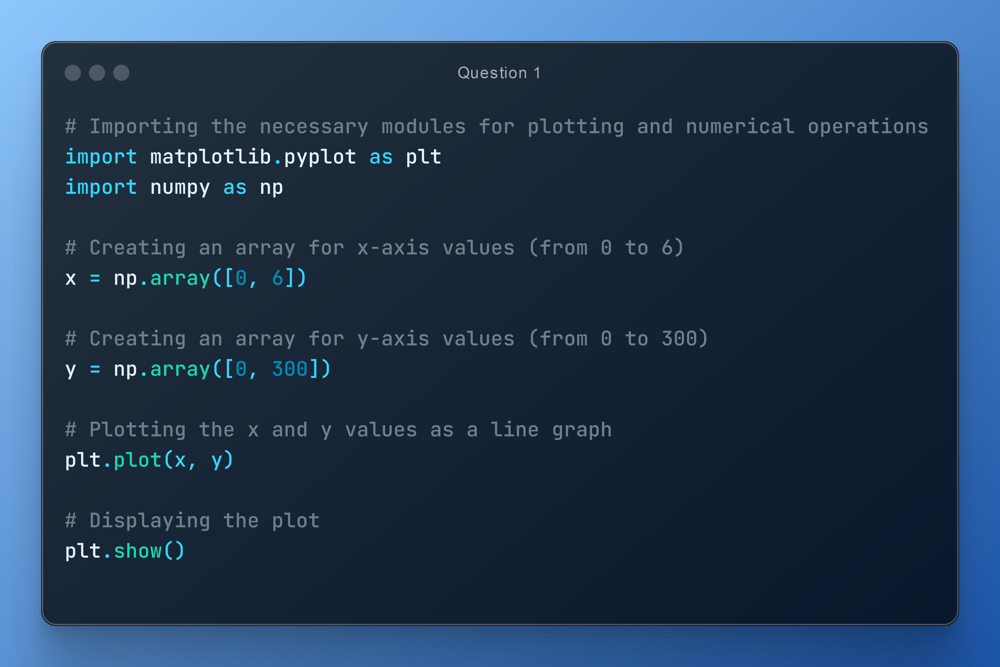 Question 1
# Importing the necessary modules for plotting and numerical operations
import matplotlib.pyplot as plt
import numpy as np
# Creating an array for x-axis values (from 0 to 6)
x = np.array([0, 6])
# Creating an array for y-axis values (from 0 to 300)
y = np.array([0, 300])
# Plotting the x and y values as a line graph
plt.plot(x, y)
# Displaying the plot
plt.show()